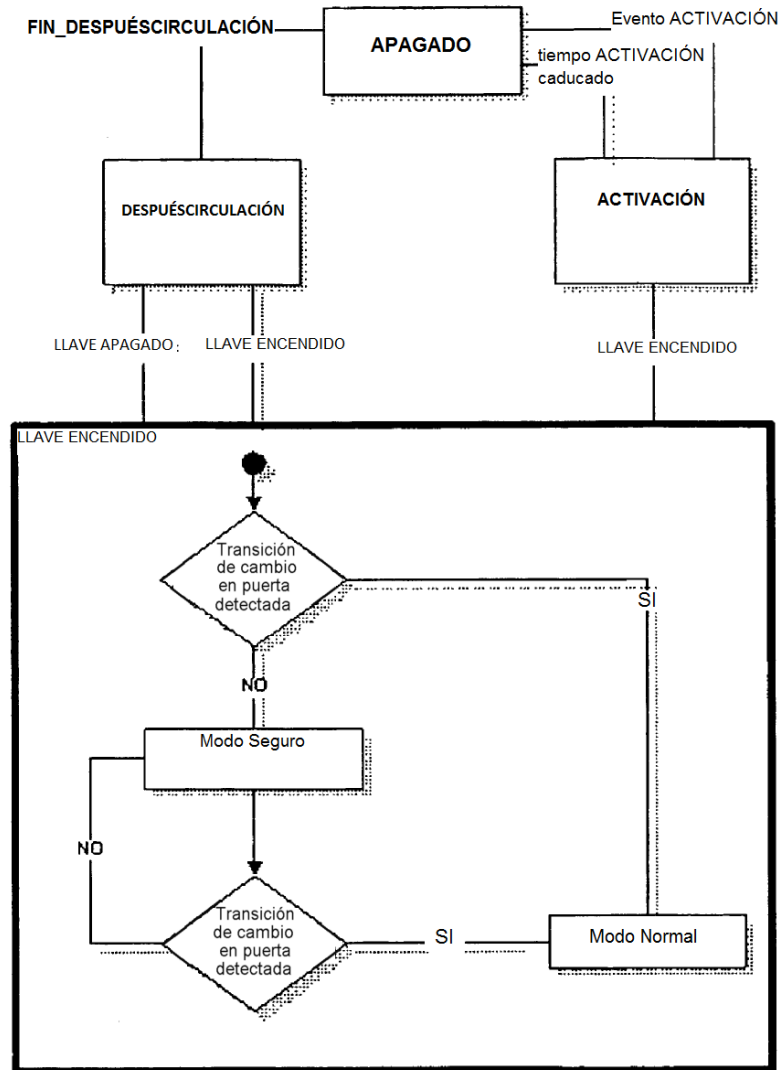 FIN_DESPUÉSCIRCULACIÓN
APAGADO
Evento ACTIVACIÓN
tiempo ACTIVACIÓN
caducado
DESPUÉSCIRCULACIÓN
ACTIVACIÓN
LLAVE APAGADO :
LLAVE ENCENDIDO
LLAVE ENCENDIDO
LLAVE ENCENDIDO
Transición
de cambio
en puerta
detectada
SI
NO
Modo Seguro
NO
Transición
de cambio
en puerta
detectada
SI
Modo Normal